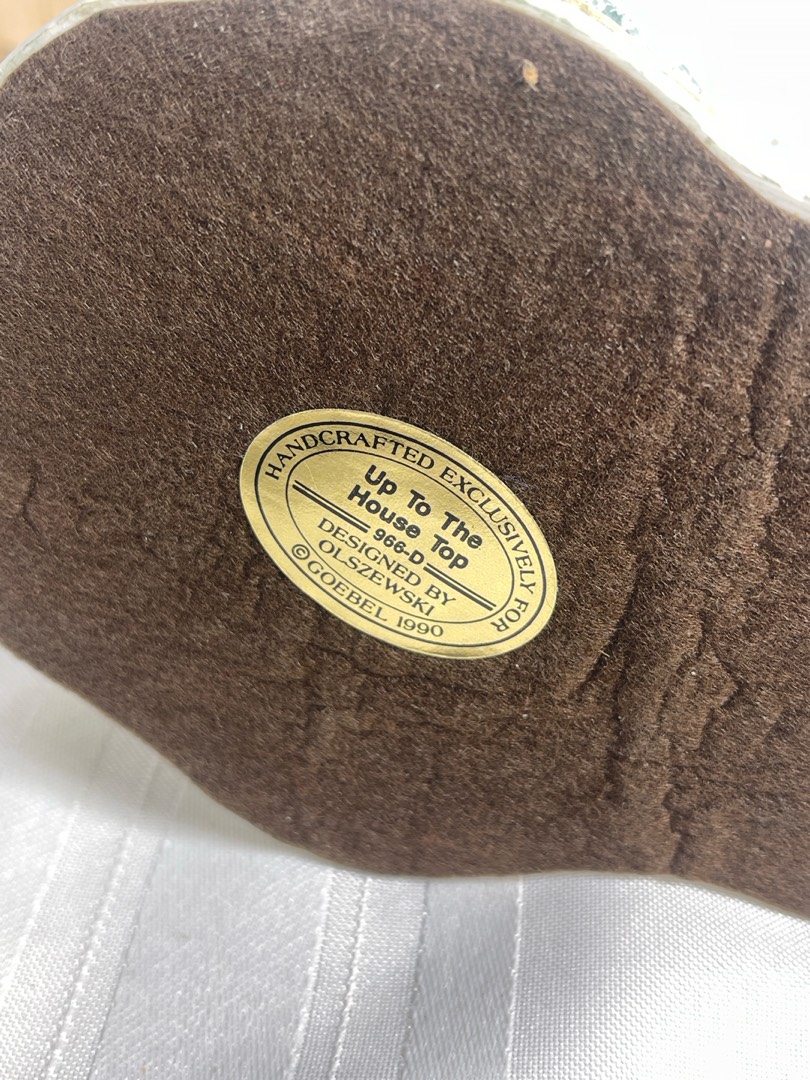 HANDCRAFTED EXCLUSIVELY FOR
Up To The
House Top
966-D
DESIGNED BY
OLSZEWSKI
© GOEBEL 1990